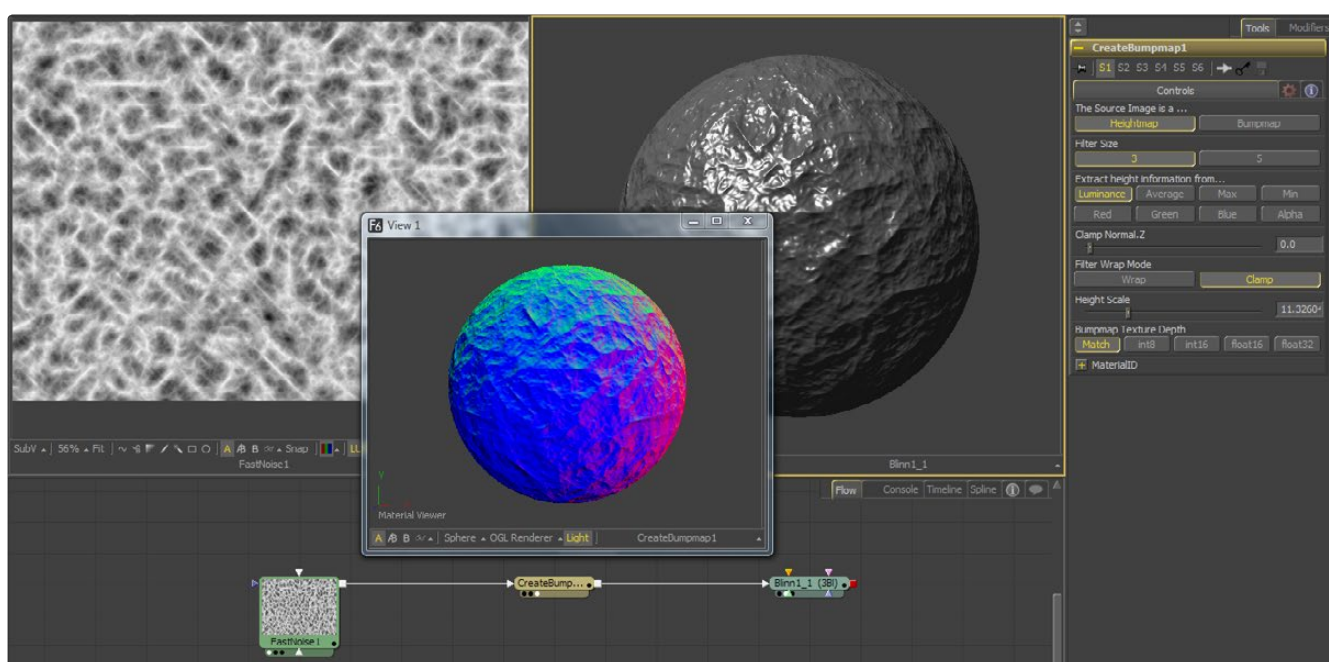 Tools Modifiers
CreateBumpmap1
S1 S2 S3 S4 S5 S6
Controls
The Source Image is a ...
Heightmap Bumpmap
Filter Size
3 5
Extract height information from...
Luminance Average Max Min
Red Green Blue Alpha
Clamp Normal.Z
0.0
Filter Wrap Mode
Wrap Clamp
Height Scale
11.3260
Bumpmap Texture Depth
Match int8 int16 float16 float32
MaterialID
F6 View 1
Y
Material Viewer
A B Sphere OGL Renderer Light CreateBumpmap1
SubV 56% Fit A B Snap
FastNoise1
Blinn1_1
Flow Console Timeline Spline
FastNoise1
CreateBump...
Blinn1_1 (3Bl)